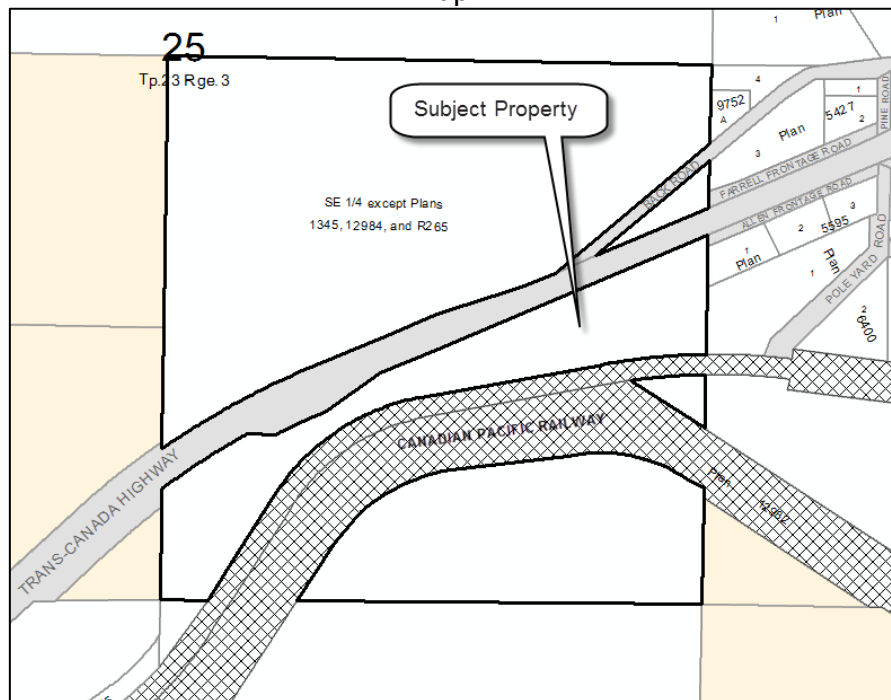 25
Tp.23 Rge. 3
Subject Property
SE 1/4 except Plans
1345, 12984, and R265
1
Plan
4
1
9752
A
5427
2
Plan
3
PINE ROAD
BACK ROAD
FARRELL FRONTAGE ROAD
ALLEN FRONTAGE ROAD
3
2
5595
1
Plan
Plan
1
POLE YARD ROAD
2
6400
CANADIAN PACIFIC RAILWAY
TRANS-CANADA HIGHWAY
Plan